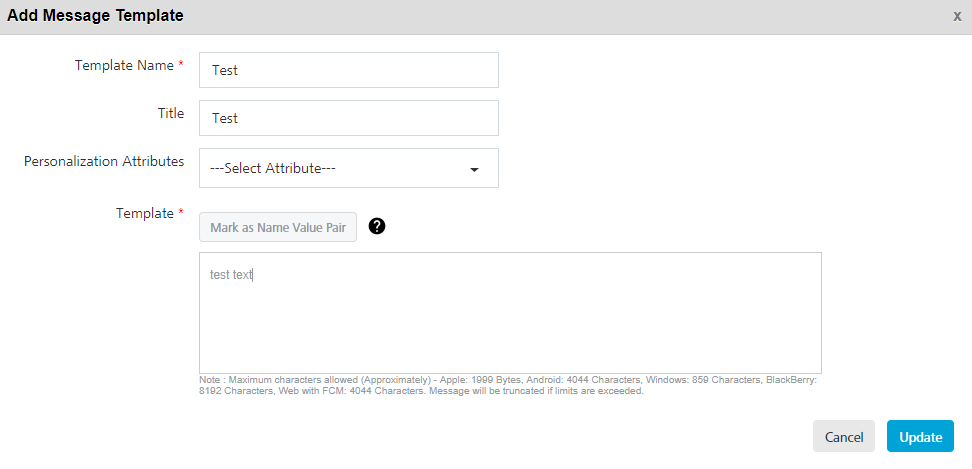 Add Message Template x
Template Name *
Test
Title
Test
Personalization Attributes
---Select Attribute---
Template *
Mark as Name Value Pair ?
test text
Note : Maximum characters allowed (Approximately) - Apple: 1999 Bytes, Android: 4044 Characters, Windows: 859 Characters, BlackBerry:
8192 Characters, Web with FCM: 4044 Characters. Message will be truncated if limits are exceeded.
Cancel Update